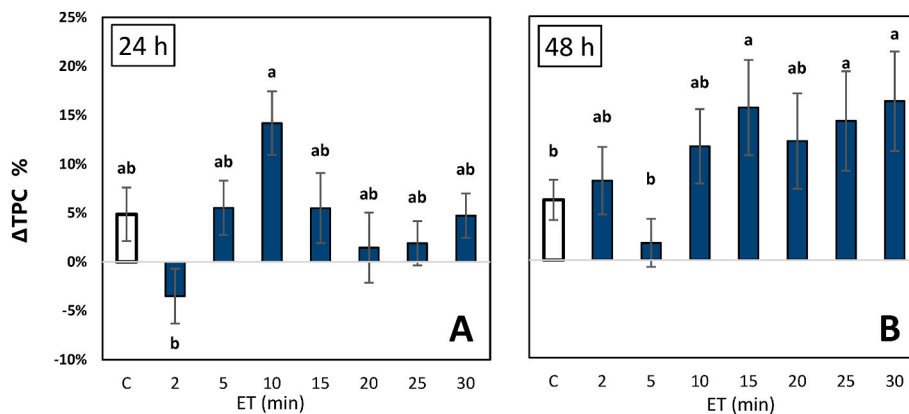 25%
20%
15%
10%
5%
0%
-5%
-10%
ΔTPC %
24 h
ab
b
ab
a
ab
ab
ab
ab
A
C 2 5 10 15 20 25 30
ET (min)
48 h
b
ab
b
ab
a
ab
a
a
B
C 2 5 10 15 20 25 30
ET (min)